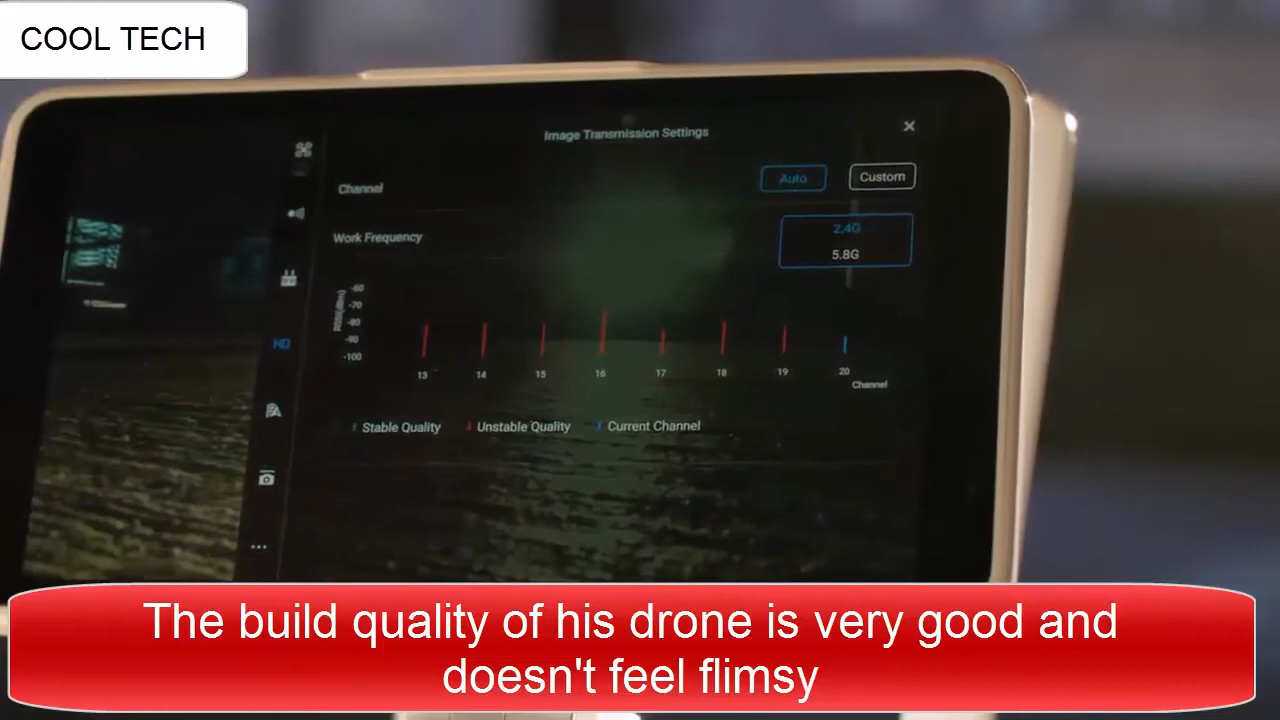 COOL TECH
Image Transmission Settings
Channel
Auto
Custom
Work Frequency
2.4G
5.8G
RSSI(dBm)
-60
-70
-80
-90
-100
13
14
15
16
17
18
19
20
Channel
HD
Stable Quality
Unstable Quality
Current Channel
The build quality of his drone is very good and
doesn't feel flimsy